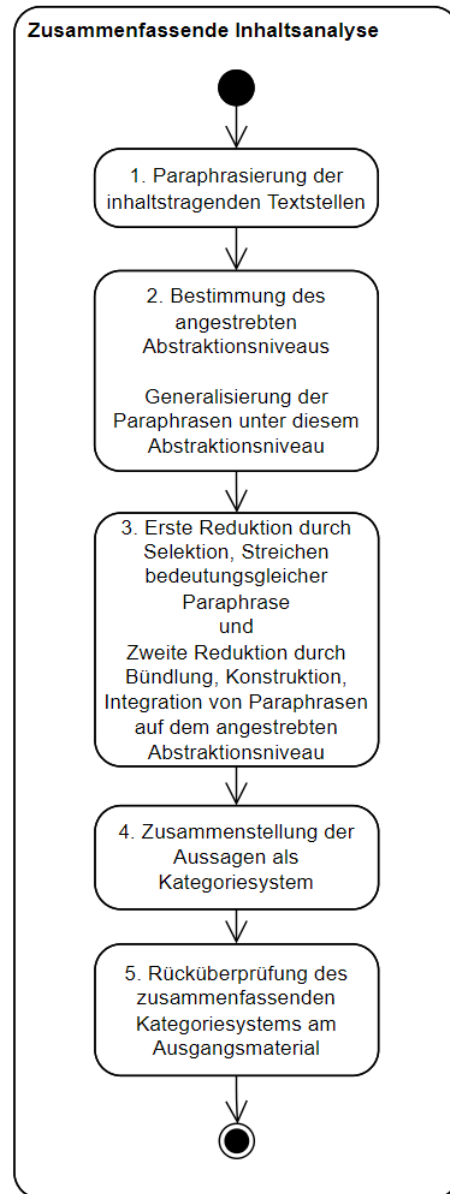 Zusammenfassende Inhaltsanalyse
1. Paraphrasierung der
inhaltstragenden Textstellen
2. Bestimmung des
angestrebten
Abstraktionsniveaus
Generalisierung der
Paraphrasen unter diesem
Abstraktionsniveau
3. Erste Reduktion durch
Selektion, Streichen
bedeutungsgleicher
Paraphrase
und
Zweite Reduktion durch
Bündlung, Konstruktion,
Integration von Paraphrasen
auf dem angestrebten
Abstraktionsniveau
4. Zusammenstellung der
Aussagen als
Kategoriesystem
5. Rücküberprüfung des
zusammenfassenden
Kategoriesystems am
Ausgangsmaterial